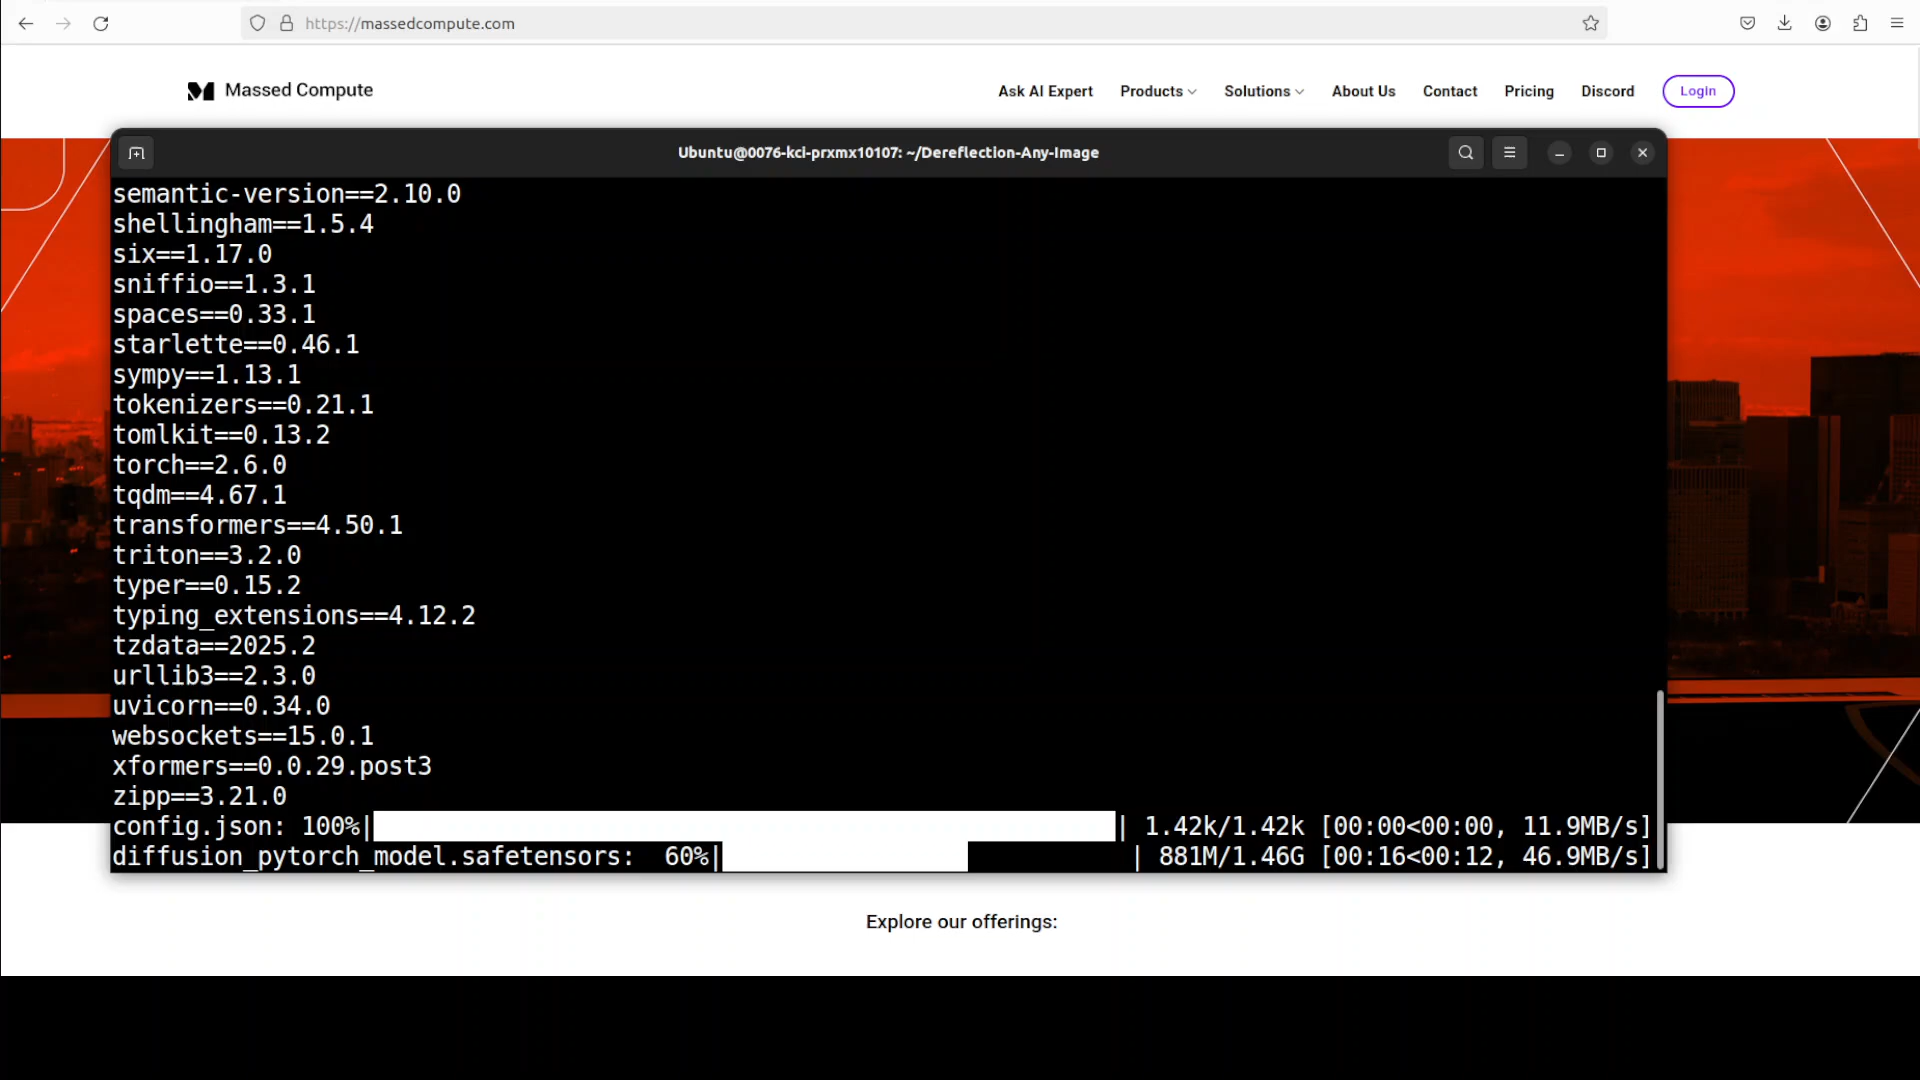 https://massedcompute.com
Massed Compute
Ask AI Expert Products Solutions About Us Contact Pricing Discord Login
Ubuntu@0076-kci-prxmx10107: ~/Dereflection-Any-Image
semantic-version==2.10.0
shellingham==1.5.4
six==1.17.0
sniffio==1.3.1
spaces==0.33.1
starlette==0.46.1
sympy==1.13.1
tokenizers==0.21.1
tomlkit==0.13.2
torch==2.6.0
tqdm==4.67.1
transformers==4.50.1
triton==3.2.0
typer==0.15.2
typing_extensions==4.12.2
tzdata==2025.2
urllib3==2.3.0
uvicorn==0.34.0
websockets==15.0.1
xformers==0.0.29.post3
zipp==3.21.0
config.json: 100%| | 1.42k/1.42k [00:00<00:00, 11.9MB/s]
diffusion_pytorch_model.safetensors: 60%| | 881M/1.46G [00:16<00:12, 46.9MB/s]
Explore our offerings: